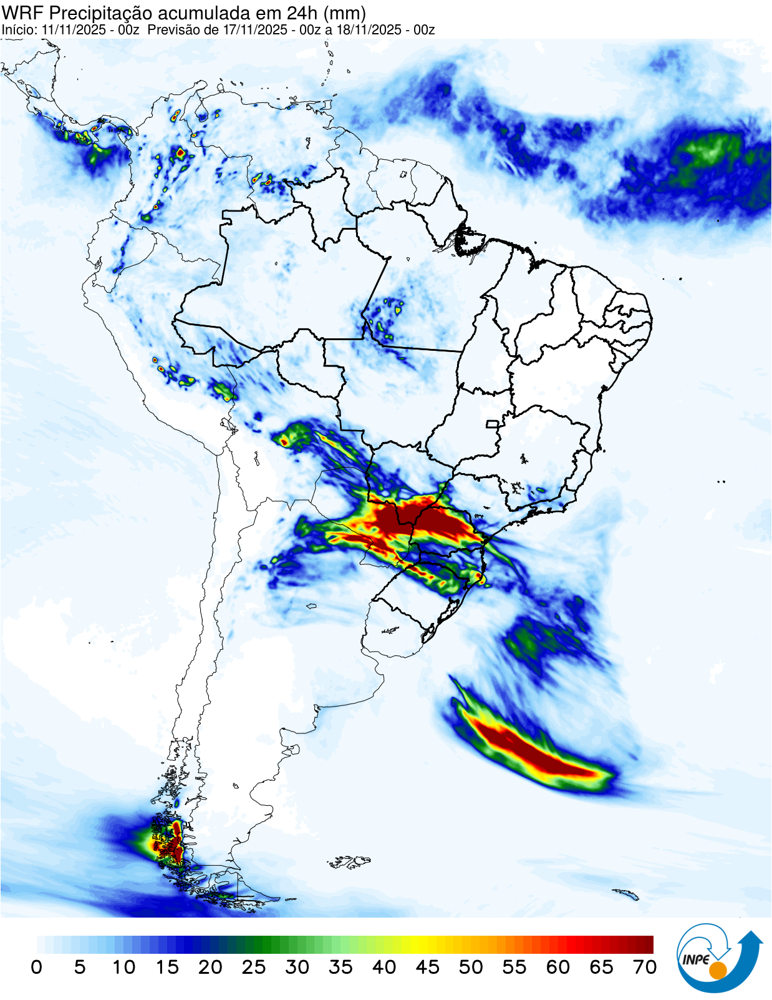 WRF Precipitação acumulada em 24h (mm)
Início: 11/11/2025 - 00z  Previsão de 17/11/2025 - 00z a 18/11/2025 - 00z
0 5 10 15 20 25 30 35 40 45 50 55 60 65 70
INPE